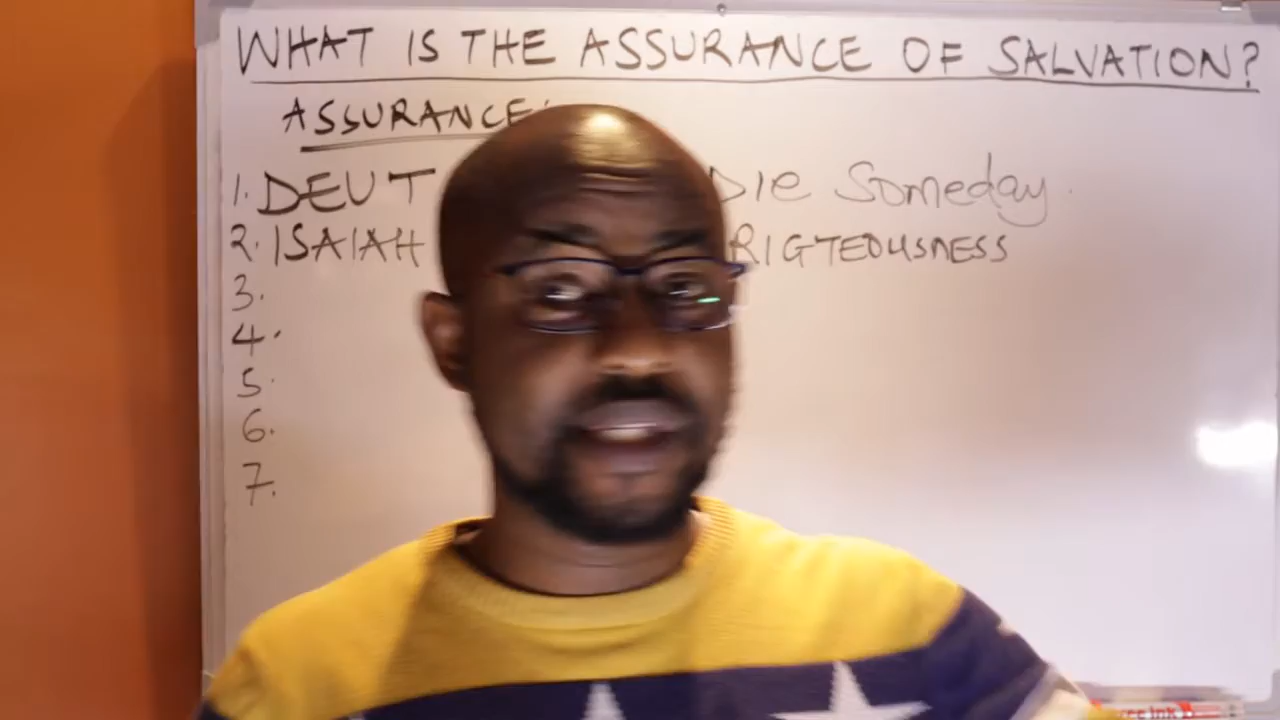 WHAT IS THE ASSURANCE OF SALVATION?
ASSURANCE
1. DEUT DIE Someday.
2. ISAIAH RIGTEOUSNESS
3.
4.
5.
6.
7.